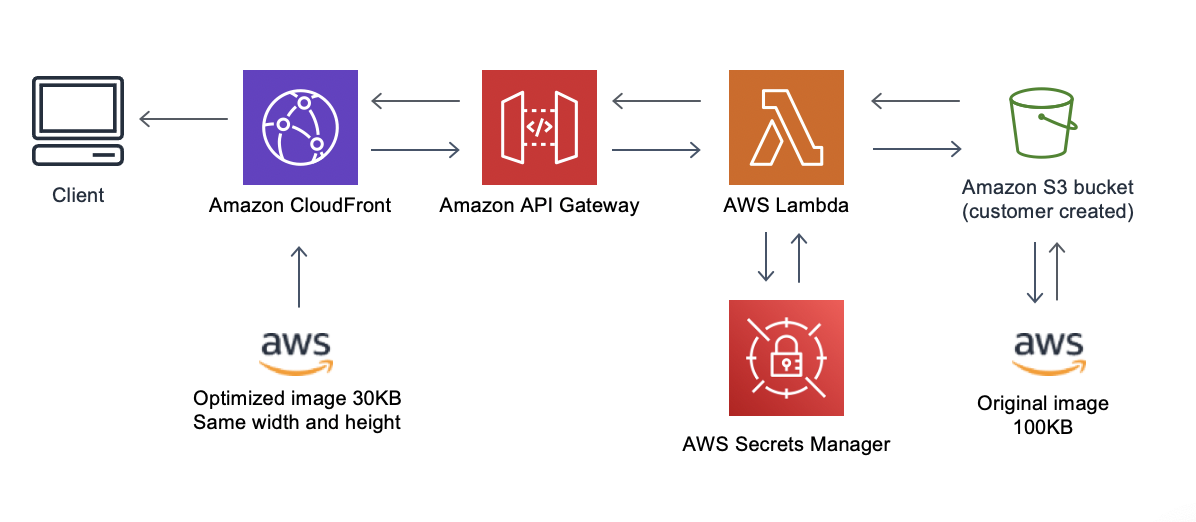 Client
Amazon CloudFront
Amazon API Gateway
</>
AWS Lambda
Amazon S3 bucket
(customer created)
aws
Optimized image 30KB
Same width and height
AWS Secrets Manager
aws
Original image
100KB